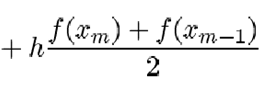 + h\frac{f(x_m) + f(x_{m-1})}{2}